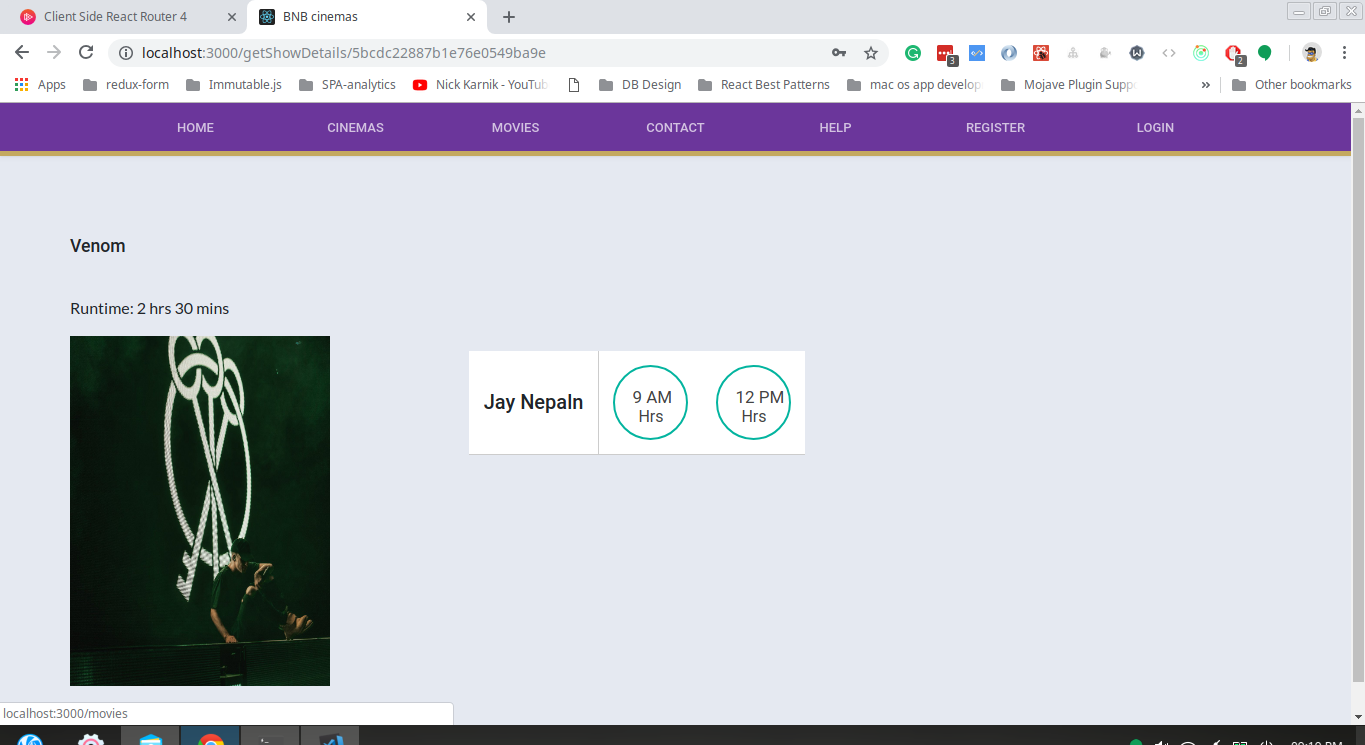 Client Side React Router 4
BNB cinemas
localhost:3000/getShowDetails/5bcdc22887b1e76e0549ba9e
3
2
Apps
redux-form
Immutable.js
SPA-analytics
Nick Karnik - YouTub
DB Design
React Best Patterns
mac os app develop
Mojave Plugin Supp
»
Other bookmarks
HOME
CINEMAS
MOVIES
CONTACT
HELP
REGISTER
LOGIN
Venom
Runtime: 2 hrs 30 mins
Jay Nepaln
9 AM
Hrs
12 PM
Hrs
localhost:3000/movies